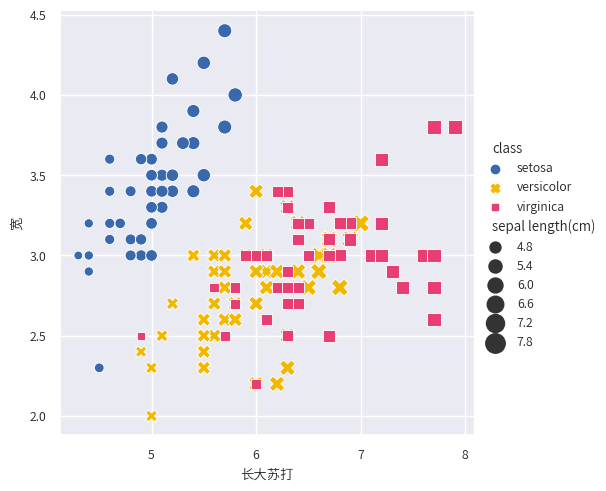 4.5
4.0
3.5
3.0
2.5
2.0
宽
5 6 7 8
长大苏打
class
setosa
versicolor
virginica
sepal length(cm)
4.8
5.4
6.0
6.6
7.2
7.8